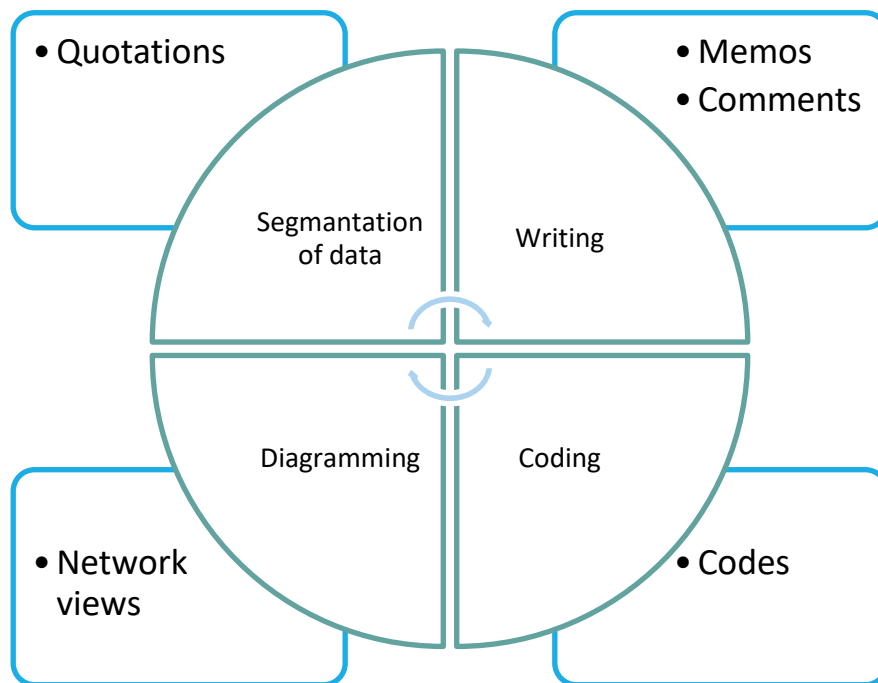 • Quotations
• Memos
• Comments
Segmantation
of data
Writing
Diagramming
Coding
• Network
views
• Codes